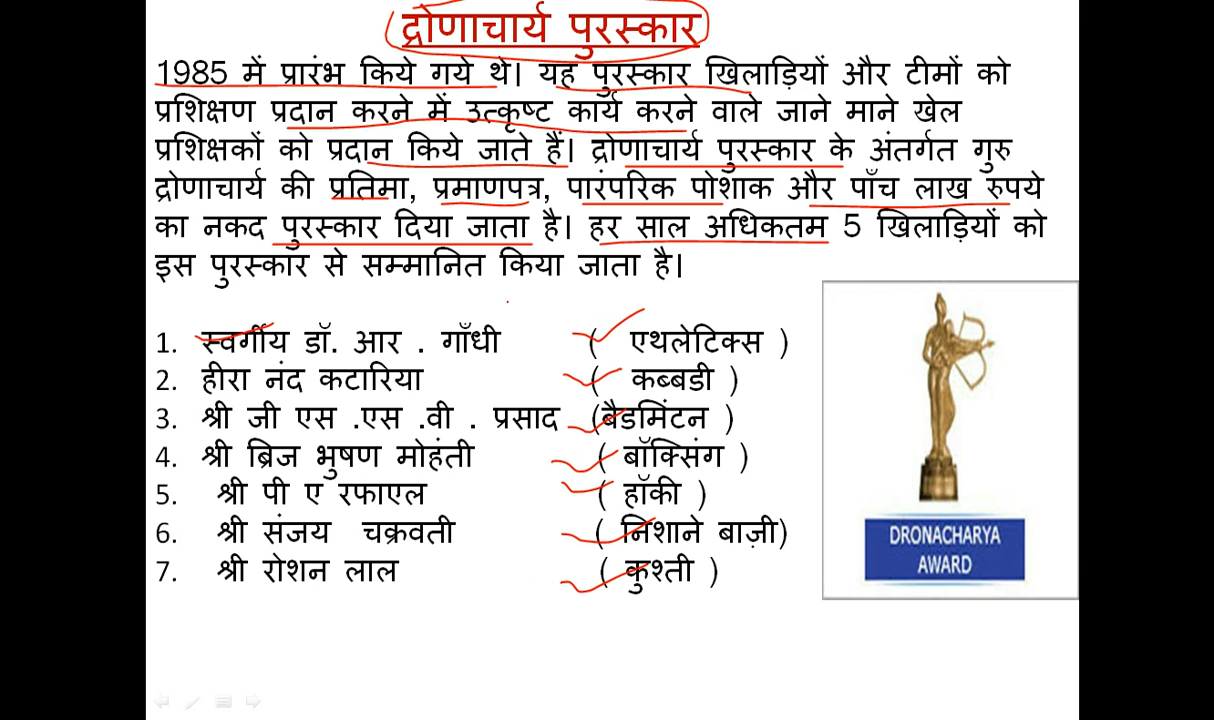 द्रोणाचार्य पुरस्कार
1985 में प्रारंभ किये गये थे। यह पुरस्कार खिलाड़ियों और टीमों को
प्रशिक्षण प्रदान करने में उत्कृष्ट कार्य करने वाले जाने माने खेल
प्रशिक्षकों को प्रदान किये जाते हैं। द्रोणाचार्य पुरस्कार के अंतर्गत गुरु
द्रोणाचार्य की प्रतिमा, प्रमाणपत्र, पारंपरिक पोशाक और पाँच लाख रुपये
का नकद पुरस्कार दिया जाता है। हर साल अधिकतम 5 खिलाड़ियों को
इस पुरस्कार से सम्मानित किया जाता है।
1. स्वर्गीय डॉ. आर . गाँधी ( एथलेटिक्स )
2. हीरा नंद कटारिया ( कब्बडी )
3. श्री जी एस .एस .वी . प्रसाद (बैडमिंटन )
4. श्री ब्रिज भुषण मोहंती ( बॉक्सिंग )
5. श्री पी ए रफाएल ( हॉकी )
6. श्री संजय चक्रवती ( निशाने बाज़ी)
7. श्री रोशन लाल ( कुश्ती )
DRONACHARYA
AWARD